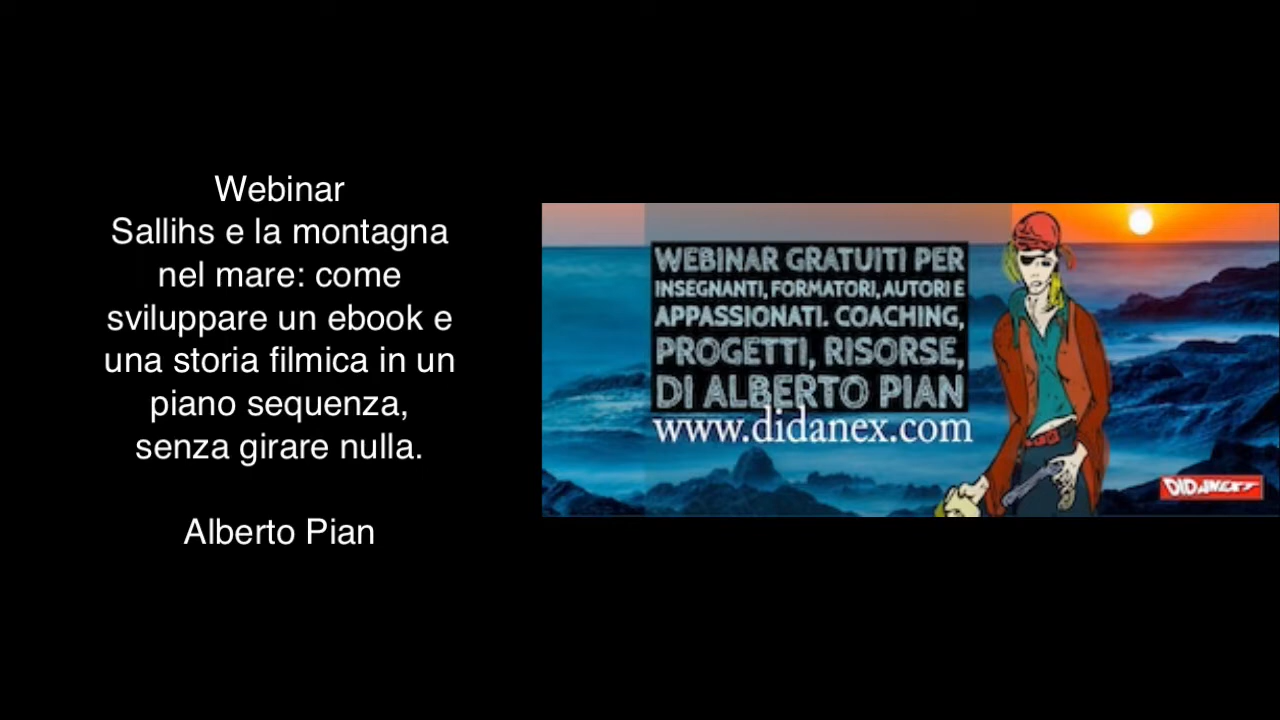 Webinar
Sallihs e la montagna
nel mare: come
sviluppare un ebook e
una storia filmica in un
piano sequenza,
senza girare nulla.
Alberto Pian
WEBINAR GRATUITI PER
INSEGNANTI, FORMATORI, AUTORI E
APPASSIONATI. COACHING,
PROGETTI, RISORSE,
DI ALBERTO PIAN
www.didanex.com